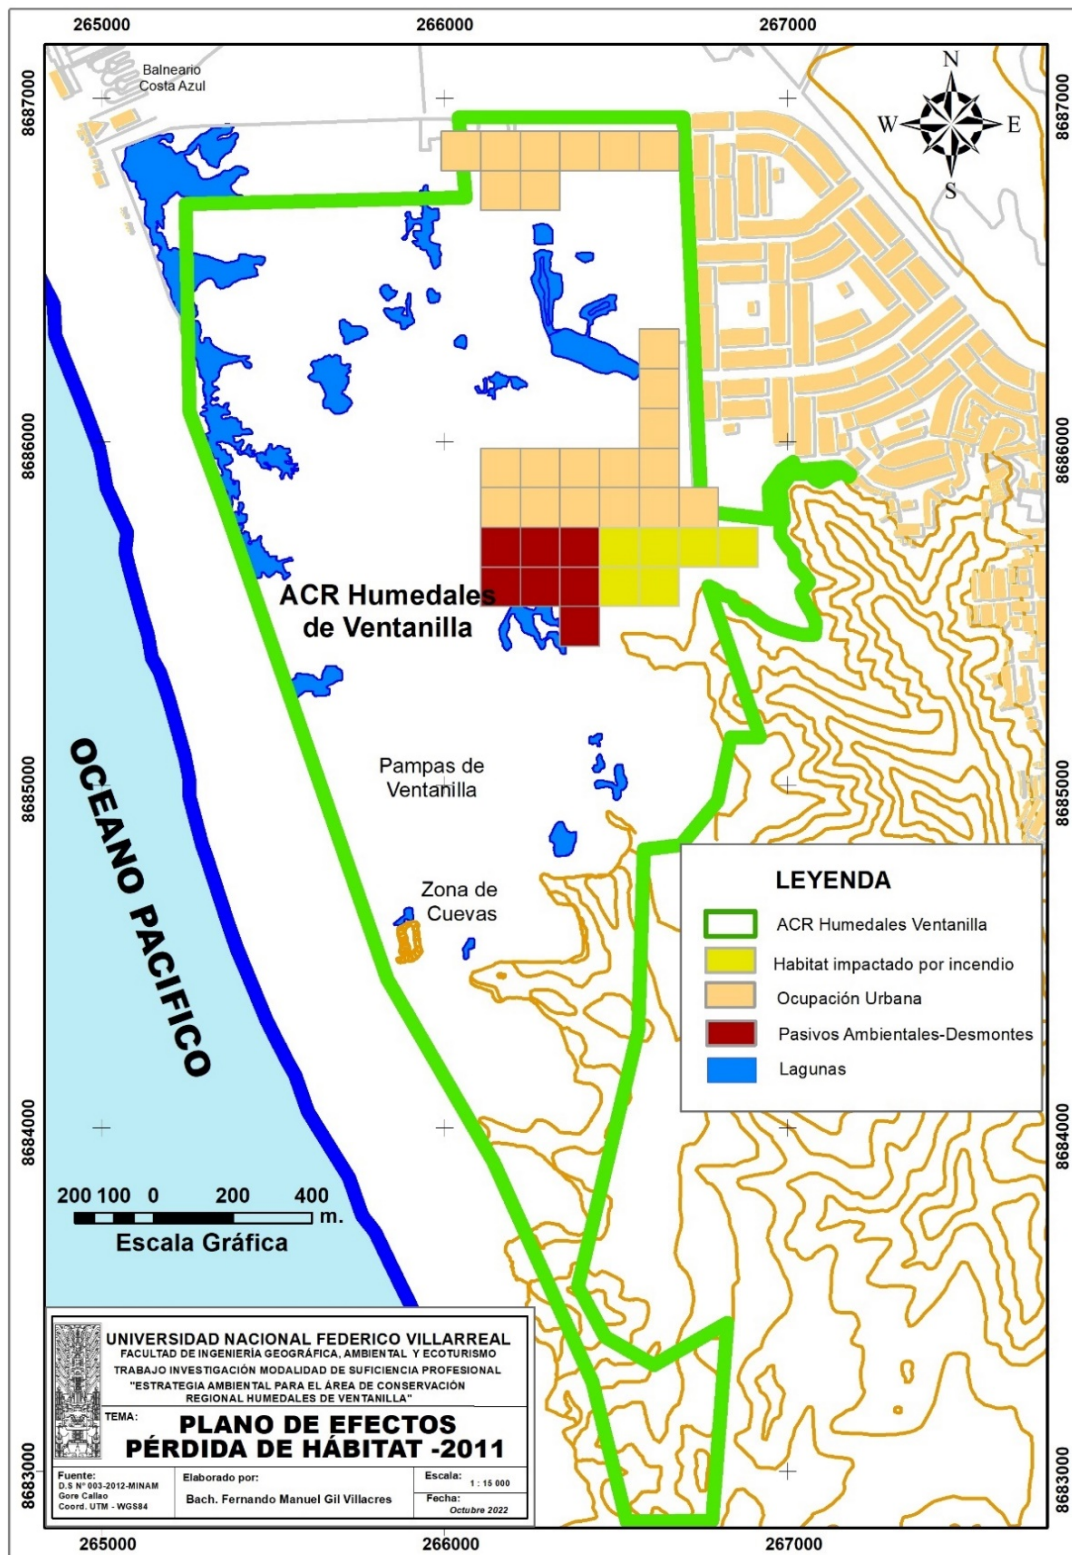 265000
266000
267000
8687000
8687000
Balneario
Costa Azul
N
W
E
S
8686000
8686000
ACR Humedales
de Ventanilla
OCEANO PACIFICO
Pampas de
Ventanilla
8685000
8685000
Zona de
Cuevas
LEYENDA
ACR Humedales Ventanilla
Habitat impactado por incendio
Ocupación Urbana
Pasivos Ambientales-Desmontes
Lagunas
8684000
8684000
200 100 0 200 400
m.
Escala Gráfica
UNIVERSIDAD NACIONAL FEDERICO VILLARREAL
FACULTAD DE INGENIERÍA GEOGRÁFICA, AMBIENTAL Y ECOTURISMO
TRABAJO INVESTIGACIÓN MODALIDAD DE SUFICIENCIA PROFESIONAL
"ESTRATEGIA AMBIENTAL PARA EL ÁREA DE CONSERVACIÓN
REGIONAL HUMEDALES DE VENTANILLA"
TEMA:
PLANO DE EFECTOS
PÉRDIDA DE HÁBITAT -2011
Fuente:
D.S Nº 003-2012-MINAM
Gore Callao
Coord. UTM - WGS84
Elaborado por:
Bach. Fernando Manuel Gil Villacres
Escala: 1 : 15 000
Fecha:
Octubre 2022
8683000
8683000
265000
266000
267000